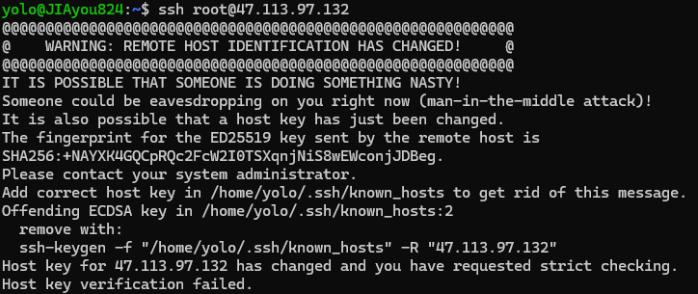 yolo@JIAyou824:~$ ssh root@47.113.97.132
@@@@@@@@@@@@@@@@@@@@@@@@@@@@@@@@@@@@@@@@@@@@@@@@@@@@@@@@@@@
@    WARNING: REMOTE HOST IDENTIFICATION HAS CHANGED!     @
@@@@@@@@@@@@@@@@@@@@@@@@@@@@@@@@@@@@@@@@@@@@@@@@@@@@@@@@@@@
IT IS POSSIBLE THAT SOMEONE IS DOING SOMETHING NASTY!
Someone could be eavesdropping on you right now (man-in-the-middle attack)!
It is also possible that a host key has just been changed.
The fingerprint for the ED25519 key sent by the remote host is
SHA256:+NAYXK4GQCpRQc2FcW2I0TSXqnjNiS8wEWconjJDBeg.
Please contact your system administrator.
Add correct host key in /home/yolo/.ssh/known_hosts to get rid of this message.
Offending ECDSA key in /home/yolo/.ssh/known_hosts:2
  remove with:
  ssh-keygen -f "/home/yolo/.ssh/known_hosts" -R "47.113.97.132"
Host key for 47.113.97.132 has changed and you have requested strict checking.
Host key verification failed.